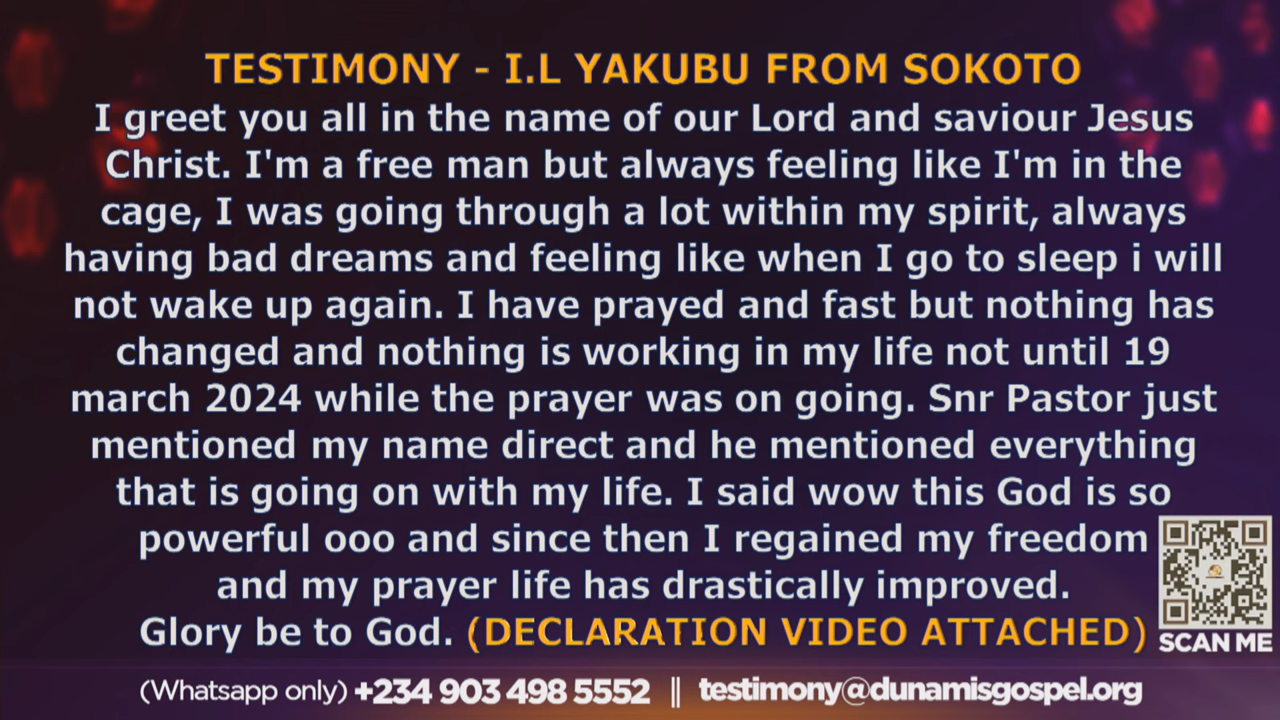 TESTIMONY - I.L YAKUBU FROM SOKOTO
I greet you all in the name of our Lord and saviour Jesus
Christ. I'm a free man but always feeling like I'm in the
cage, I was going through a lot within my spirit, always
having bad dreams and feeling like when I go to sleep i will
not wake up again. I have prayed and fast but nothing has
changed and nothing is working in my life not until 19
march 2024 while the prayer was on going. Snr Pastor just
mentioned my name direct and he mentioned everything
that is going on with my life. I said wow this God is so
powerful ooo and since then I regained my freedom
and my prayer life has drastically improved.
Glory be to God. (DECLARATION VIDEO ATTACHED)
SCAN ME
(Whatsapp only) +234 903 498 5552 || testimony@dunamisgospel.org